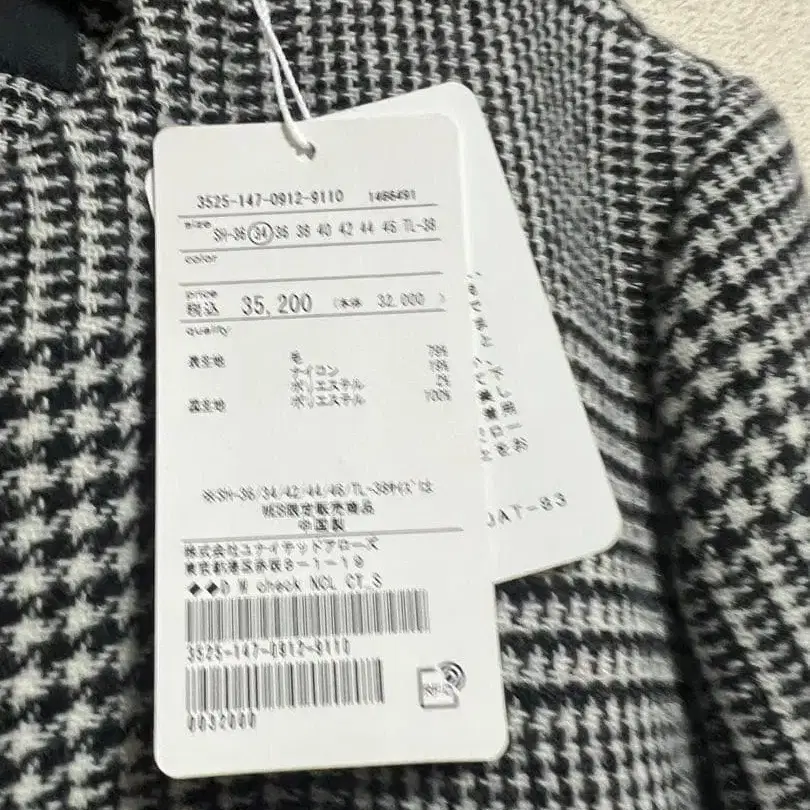 3525-147-0912-9110 1466491
size SH-36 34 36 38 40 42 44 46 TL-38
color
price
税込 35,200 (本体 32,000 )
quality
表生地 毛 79%
ナイロン 19%
ポリエステル 2%
裏生地 ポリエステル 100%
※SH-36/34/42/44/46/TL-38サイズは
WEB限定販売商品
中国製
株式会社ユナイテッドアローズ
東京都港区赤坂8-1-19
◆◆D M check NCL CT S
3525-147-0912-9110
0032000
JAT-83